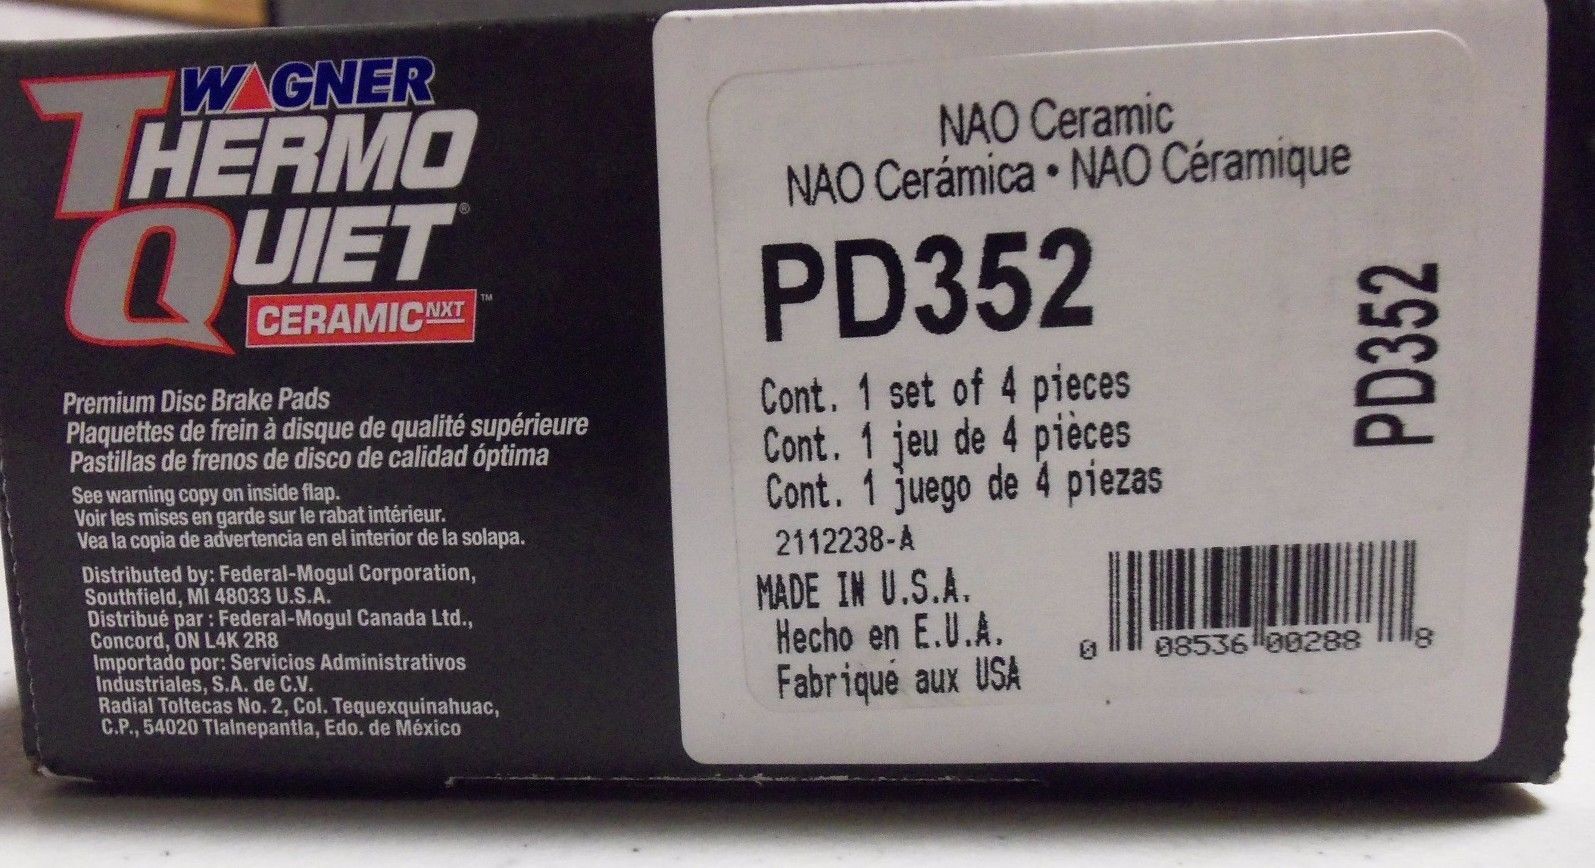 WAGNER
THERMO
QUIET®
CERAMIC NXT™
Premium Disc Brake Pads
Plaquettes de frein à disque de qualité supérieure
Pastillas de frenos de disco de calidad óptima
See warning copy on inside flap.
Voir les mises en garde sur le rabat intérieur.
Vea la copia de advertencia en el interior de la solapa.
Distributed by: Federal-Mogul Corporation,
Southfield, MI 48033 U.S.A.
Distribué par : Federal-Mogul Canada Ltd.,
Concord, ON L4K 2R8
Importado por: Servicios Administrativos
Industriales, S.A. de C.V.
Radial Toltecas No. 2, Col. Tequexquinahuac,
C.P., 54020 Tlalnepantla, Edo. de México
NAO Ceramic
NAO Cerámica • NAO Céramique
PD352
Cont. 1 set of 4 pieces
Cont. 1 jeu de 4 pièces
Cont. 1 juego de 4 piezas
2112238-A
MADE IN U.S.A.
Hecho en E.U.A.
Fabriqué aux USA
0 08536 00288 8
PD352